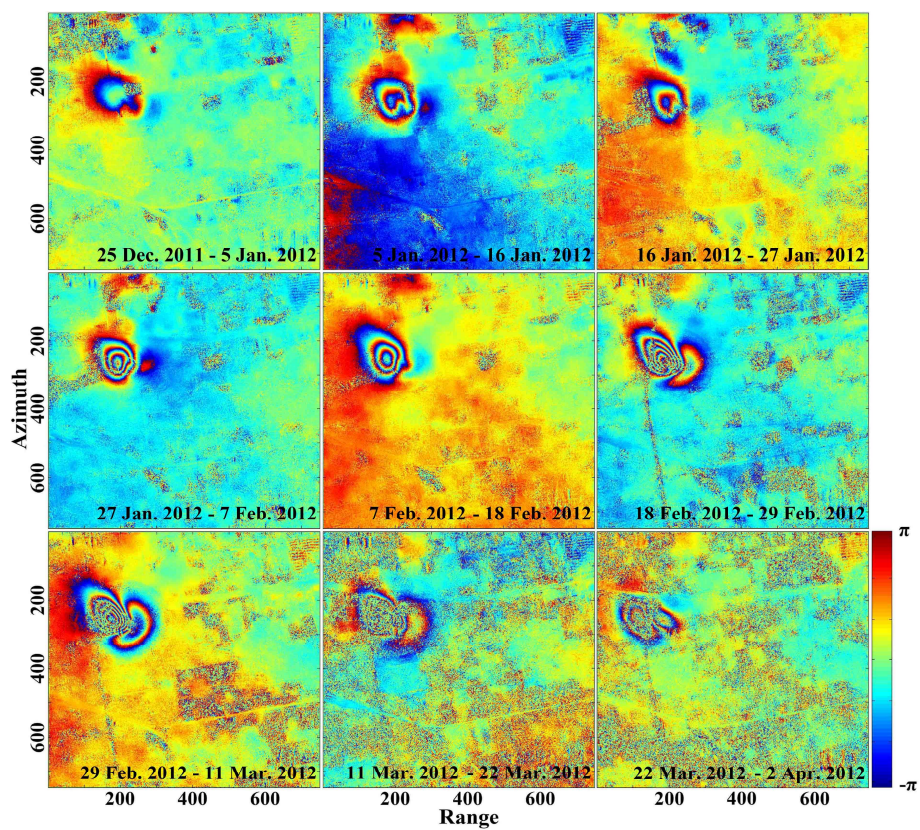 200
400
600
25 Dec. 2011 - 5 Jan. 2012
5 Jan. 2012 - 16 Jan. 2012
16 Jan. 2012 - 27 Jan. 2012
Azimuth
200
400
600
27 Jan. 2012 - 7 Feb. 2012
7 Feb. 2012 - 18 Feb. 2012
18 Feb. 2012 - 29 Feb. 2012
200
400
600
29 Feb. 2012 - 11 Mar. 2012
11 Mar. 2012 - 22 Mar. 2012
22 Mar. 2012 - 2 Apr. 2012
π
-π
200 400 600
200 400 600
200 400 600
Range